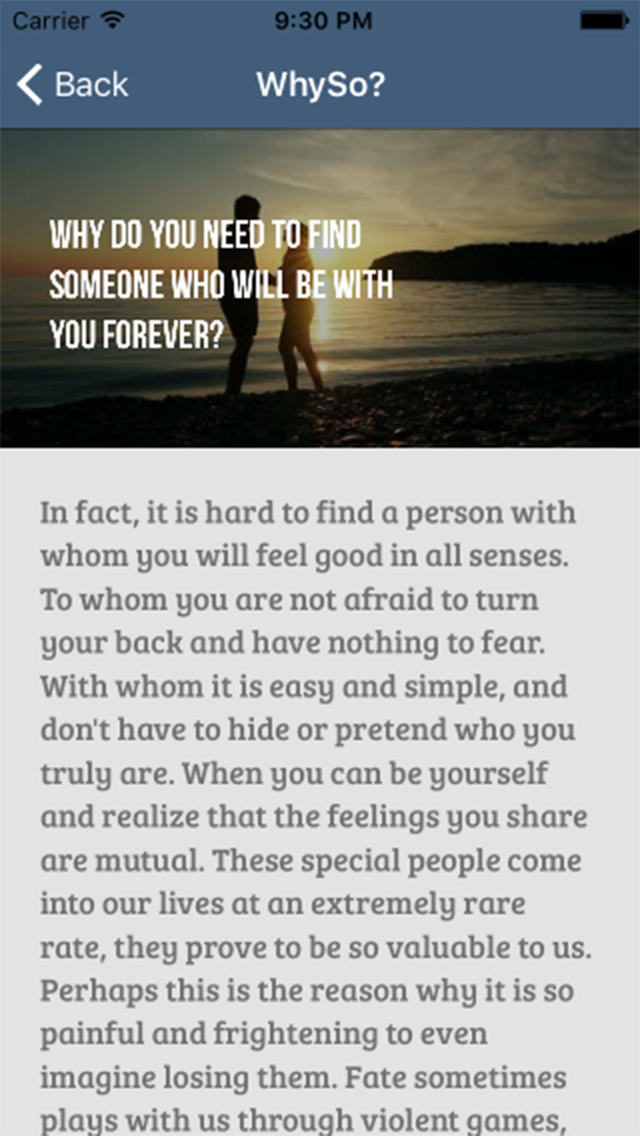 Carrier 9:30 PM
Back WhySo?
WHY DO YOU NEED TO FIND
SOMEONE WHO WILL BE WITH
YOU FOREVER?
In fact, it is hard to find a person with
whom you will feel good in all senses.
To whom you are not afraid to turn
your back and have nothing to fear.
With whom it is easy and simple, and
don't have to hide or pretend who you
truly are. When you can be yourself
and realize that the feelings you share
are mutual. These special people come
into our lives at an extremely rare
rate, they prove to be so valuable to us.
Perhaps this is the reason why it is so
painful and frightening to even
imagine losing them. Fate sometimes
plays with us through violent games,